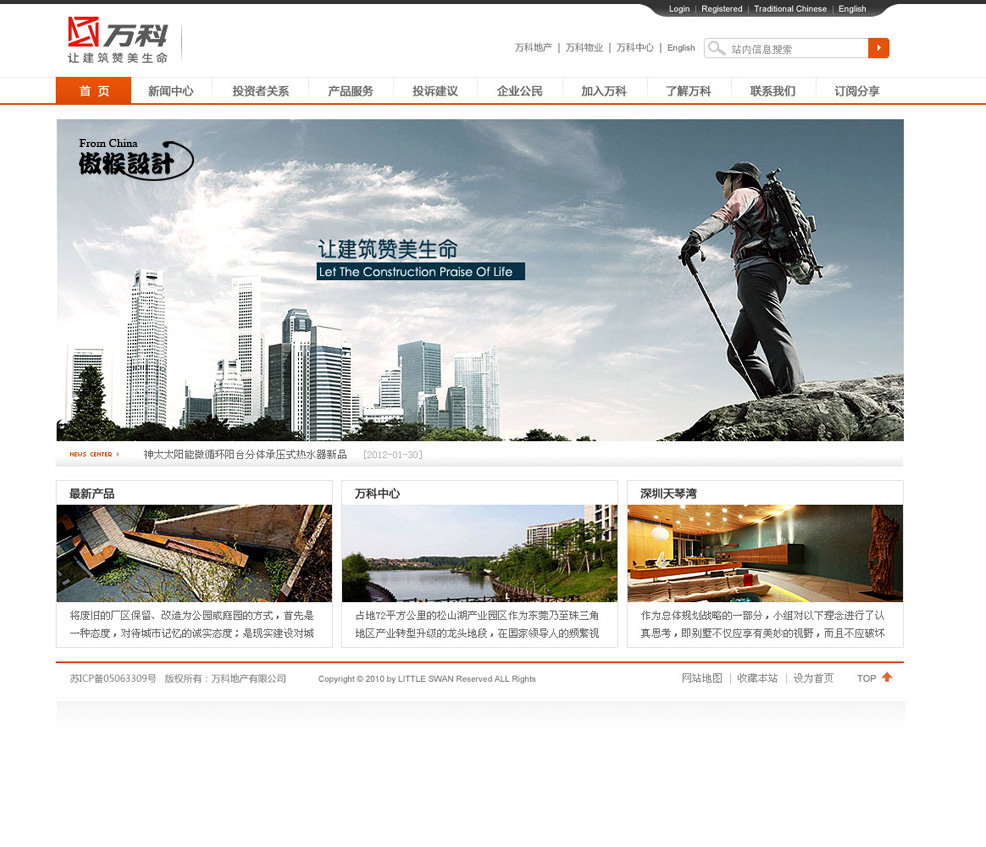 Login | Registered | Traditional Chinese | English
万科
让建筑赞美生命
万科地产 | 万科物业 | 万科中心 | English
站内信息搜索
首 页 新闻中心 投资者关系 产品服务 投诉建议 企业公民 加入万科 了解万科 联系我们 订阅分享
From China
傲猴設計
让建筑赞美生命
Let The Construction Praise Of Life
NEWS CENTER 神太太阳能微循环阳台分体承压式热水器新品 [2012-01-30]
最新产品
将废旧的厂区保留、改造为公园或庭园的方式，首先是
一种态度，对待城市记忆的诚实态度；是现实建设对城
万科中心
占地72平方公里的松山湖产业园区作为东莞乃至珠三角
地区产业转型升级的龙头地段，在国家领导人的频繁视
深圳天琴湾
作为总体规划战略的一部分，小组对以下理念进行了认
真思考，即别墅不仅应享有美妙的视野，而且不应破坏
苏ICP备05063309号 版权所有：万科地产有限公司 Copyright © 2010 by LITTLE SWAN Reserved ALL Rights 网站地图 | 收藏本站 | 设为首页 TOP